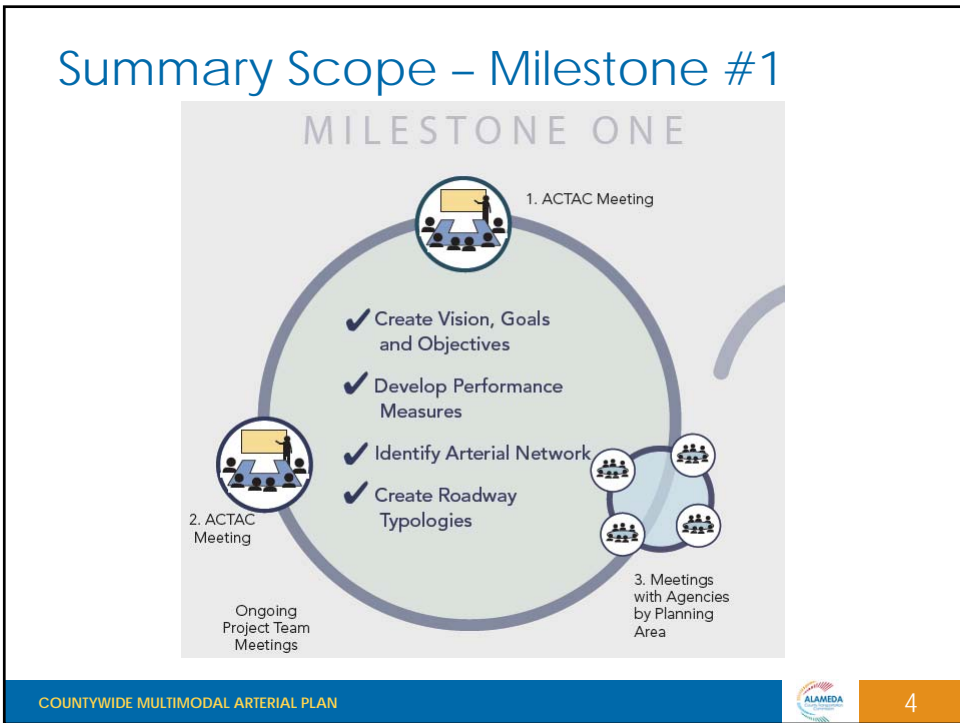 Summary Scope – Milestone #1
MILESTONE ONE
1. ACTAC Meeting
✔ Create Vision, Goals
and Objectives
✔ Develop Performance
Measures
✔ Identify Arterial Network
✔ Create Roadway
Typologies
2. ACTAC
Meeting
3. Meetings
with Agencies
by Planning
Area
Ongoing
Project Team
Meetings
COUNTYWIDE MULTIMODAL ARTERIAL PLAN
ALAMEDA
4